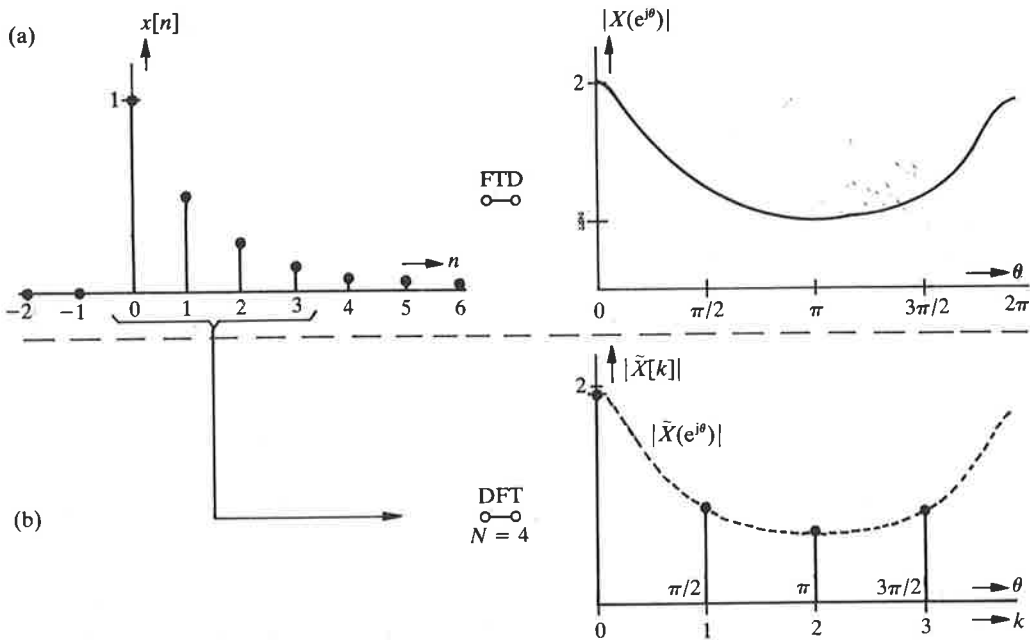 (a)
x[n]
1
n
−2 −1 0 1 2 3 4 5 6
FTD
|X(e^{jθ})|
2
θ
0 π/2 π 3π/2 2π
(b)
DFT
N = 4
|X̃[k]|
2
|X̃(e^{jθ})|
π/2 π 3π/2 θ
0 1 2 3 k